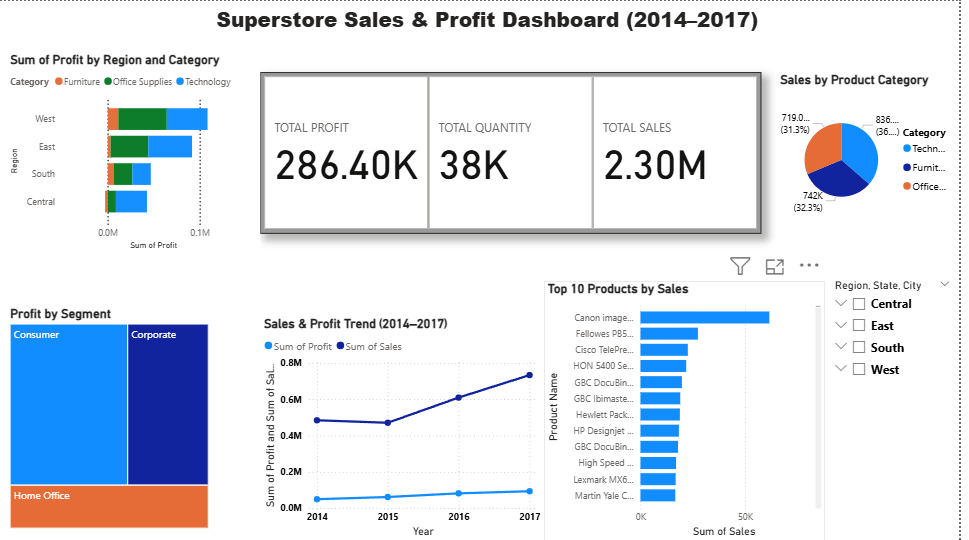 Superstore Sales & Profit Dashboard (2014–2017)
Sum of Profit by Region and Category
Category Furniture Office Supplies Technology
Region
West
East
South
Central
0.0M 0.1M
Sum of Profit
TOTAL PROFIT
286.40K
TOTAL QUANTITY
38K
TOTAL SALES
2.30M
Sales by Product Category
719.0...
(31.3%)
836....
(36....)
742K
(32.3%)
Category
Techn...
Furnit...
Office...
Profit by Segment
Consumer
Corporate
Home Office
Sales & Profit Trend (2014–2017)
Sum of Profit Sum of Sales
Sum of Profit and Sum of Sal...
0.8M
0.6M
0.4M
0.2M
0.0M
2014 2015 2016 2017
Year
Top 10 Products by Sales
Product Name
Canon image...
Fellowes PB5...
Cisco TelePre...
HON 5400 Se...
GBC DocuBin...
GBC Ibimaste...
Hewlett Pack...
HP Designjet ...
GBC DocuBin...
High Speed ...
Lexmark MX6...
Martin Yale C...
0K 50K
Sum of Sales
Region, State, City
Central
East
South
West